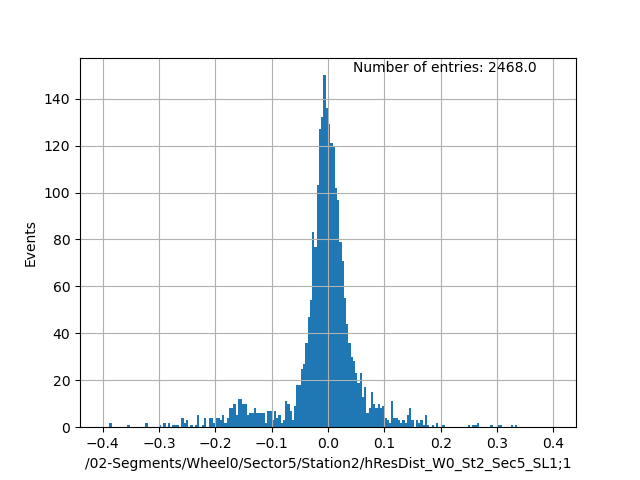 Number of entries: 2468.0
140
120
100
80
60
40
20
0
Events
−0.4 −0.3 −0.2 −0.1 0.0 0.1 0.2 0.3 0.4
/02-Segments/Wheel0/Sector5/Station2/hResDist_W0_St2_Sec5_SL1;1